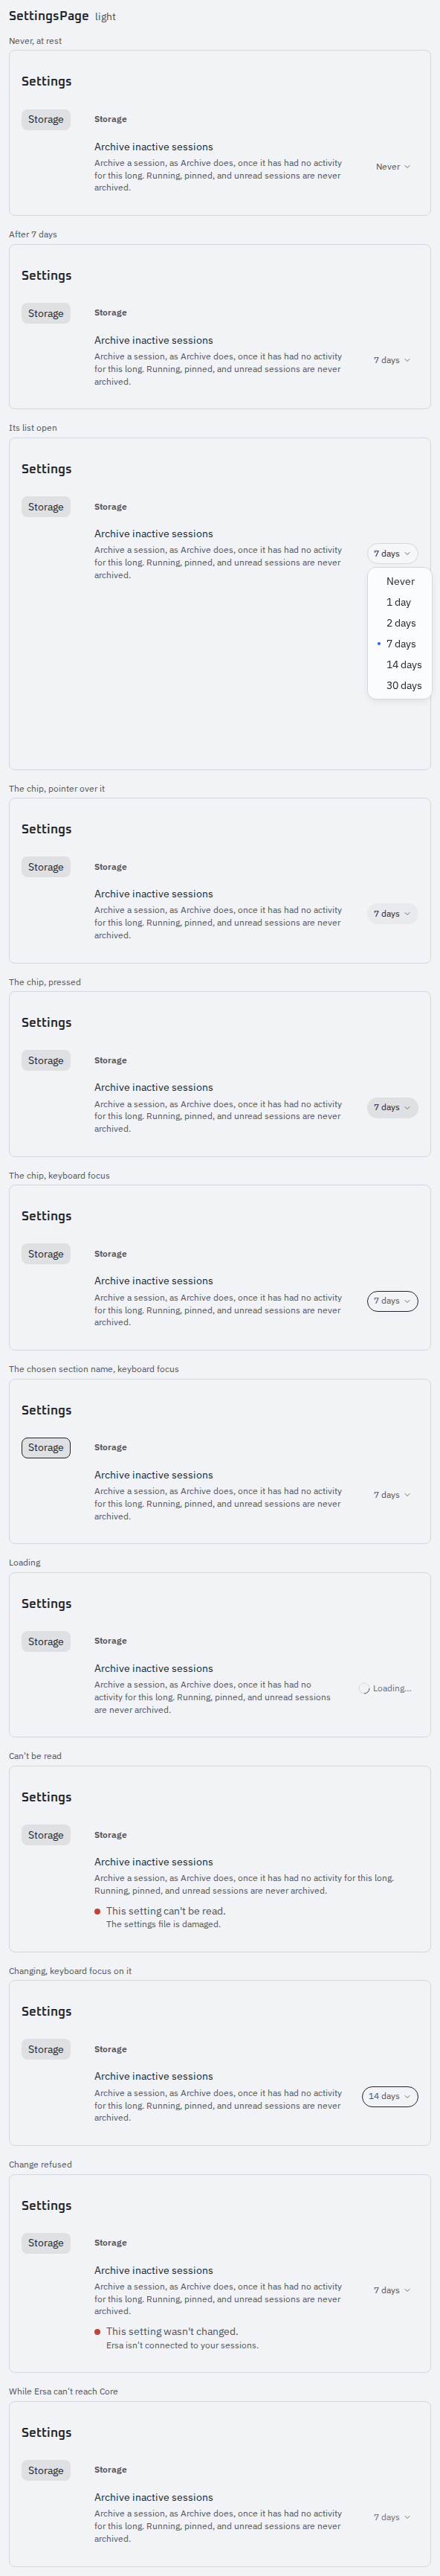 SettingsPage light
Never, at rest
Settings
Storage
Storage
Archive inactive sessions
Archive a session, as Archive does, once it has had no activity
for this long. Running, pinned, and unread sessions are never
archived.
Never
After 7 days
Settings
Storage
Storage
Archive inactive sessions
Archive a session, as Archive does, once it has had no activity
for this long. Running, pinned, and unread sessions are never
archived.
7 days
Its list open
Settings
Storage
Storage
Archive inactive sessions
Archive a session, as Archive does, once it has had no activity
for this long. Running, pinned, and unread sessions are never
archived.
7 days
Never
1 day
2 days
7 days
14 days
30 days
The chip, pointer over it
Settings
Storage
Storage
Archive inactive sessions
Archive a session, as Archive does, once it has had no activity
for this long. Running, pinned, and unread sessions are never
archived.
7 days
The chip, pressed
Settings
Storage
Storage
Archive inactive sessions
Archive a session, as Archive does, once it has had no activity
for this long. Running, pinned, and unread sessions are never
archived.
7 days
The chip, keyboard focus
Settings
Storage
Storage
Archive inactive sessions
Archive a session, as Archive does, once it has had no activity
for this long. Running, pinned, and unread sessions are never
archived.
7 days
The chosen section name, keyboard focus
Settings
Storage
Storage
Archive inactive sessions
Archive a session, as Archive does, once it has had no activity
for this long. Running, pinned, and unread sessions are never
archived.
7 days
Loading
Settings
Storage
Storage
Archive inactive sessions
Archive a session, as Archive does, once it has had no
activity for this long. Running, pinned, and unread sessions
are never archived.
Loading...
Can't be read
Settings
Storage
Storage
Archive inactive sessions
Archive a session, as Archive does, once it has had no activity for this long.
Running, pinned, and unread sessions are never archived.
This setting can't be read.
The settings file is damaged.
Changing, keyboard focus on it
Settings
Storage
Storage
Archive inactive sessions
Archive a session, as Archive does, once it has had no activity
for this long. Running, pinned, and unread sessions are never
archived.
14 days
Change refused
Settings
Storage
Storage
Archive inactive sessions
Archive a session, as Archive does, once it has had no activity
for this long. Running, pinned, and unread sessions are never
archived.
7 days
This setting wasn't changed.
Ersa isn't connected to your sessions.
While Ersa can't reach Core
Settings
Storage
Storage
Archive inactive sessions
Archive a session, as Archive does, once it has had no activity
for this long. Running, pinned, and unread sessions are never
archived.
7 days